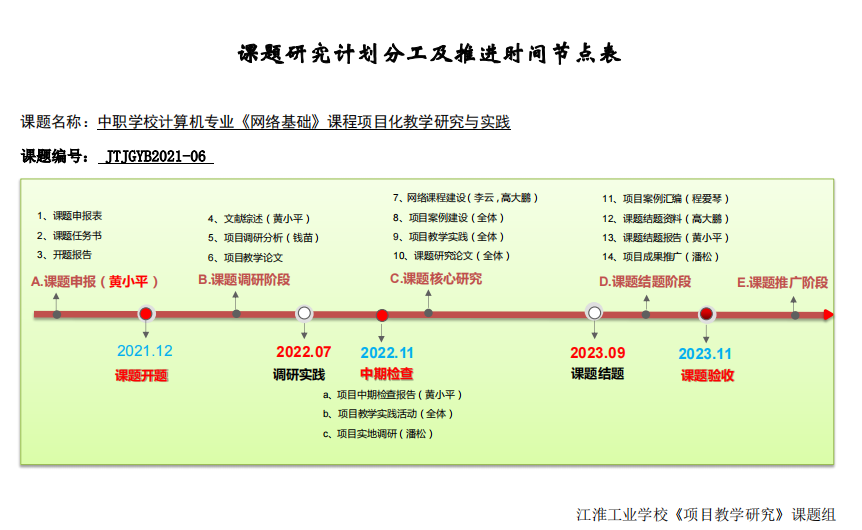 课题研究计划分工及推进时间节点表
课题名称：中职学校计算机专业《网络基础》课程项目化教学研究与实践
课题编号： JTJGYB2021-06
1、课题申报表
2、课题任务书
3、开题报告
A.课题申报（黄小平 ）
4、文献综述（黄小平 ）
5、项目调研分析（钱苗 ）
6、项目教学论文
B.课题调研阶段
7、网络课程建设（李云 , 高大鹏 ）
8、项目案例建设（全体 ）
9、项目教学实践（全体 ）
10、课题研究论文（全体 ）
C.课题核心研究
11、项目案例汇编（程爱琴 ）
12、课题结题资料（高大鹏 ）
13、课题结题报告（黄小平 ）
14、项目成果推广（潘松 ）
D.课题结题阶段
E.课题推广阶段
2021.12
课题开题
2022.07
调研实践
2022.11
中期检查
a、项目中期检查报告（黄小平 ）
b、项目教学实践活动（全体 ）
c、项目实地调研（潘松 ）
2023.09
课题结题
2023.11
课题验收
江淮工业学校《项目教学研究》课题组